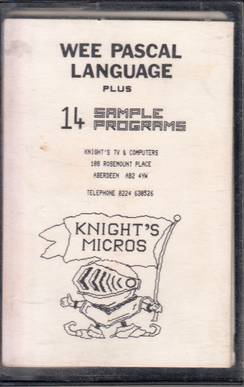 WEE PASCAL
LANGUAGE
PLUS
14 SAMPLE
PROGRAMS
KNIGHT'S TV & COMPUTERS
108 ROSEMOUNT PLACE
ABERDEEN AB2 4YW
TELEPHONE 0224 630526
KNIGHT'S
MICROS